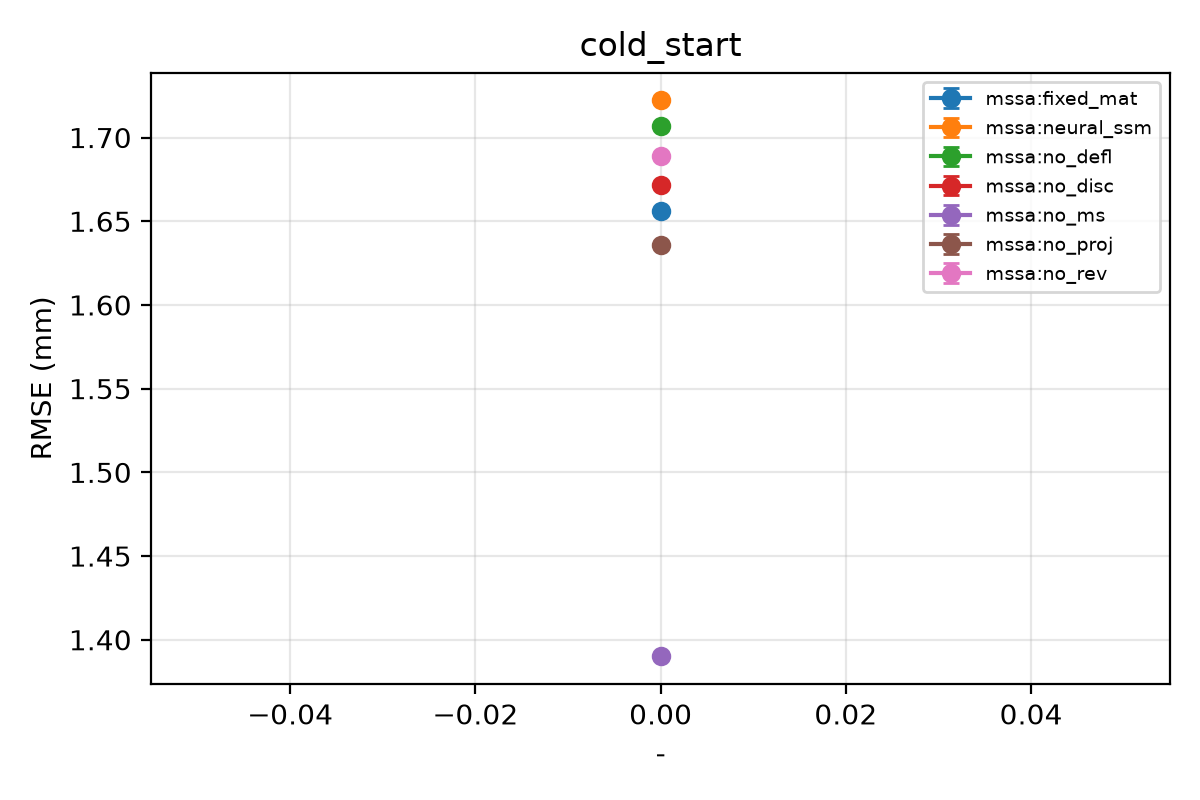 cold_start
mssa:fixed_mat
mssa:neural_ssm
mssa:no_defl
mssa:no_disc
mssa:no_ms
mssa:no_proj
mssa:no_rev
RMSE (mm)
1.70
1.65
1.60
1.55
1.50
1.45
1.40
−0.04 −0.02 0.00 0.02 0.04
-